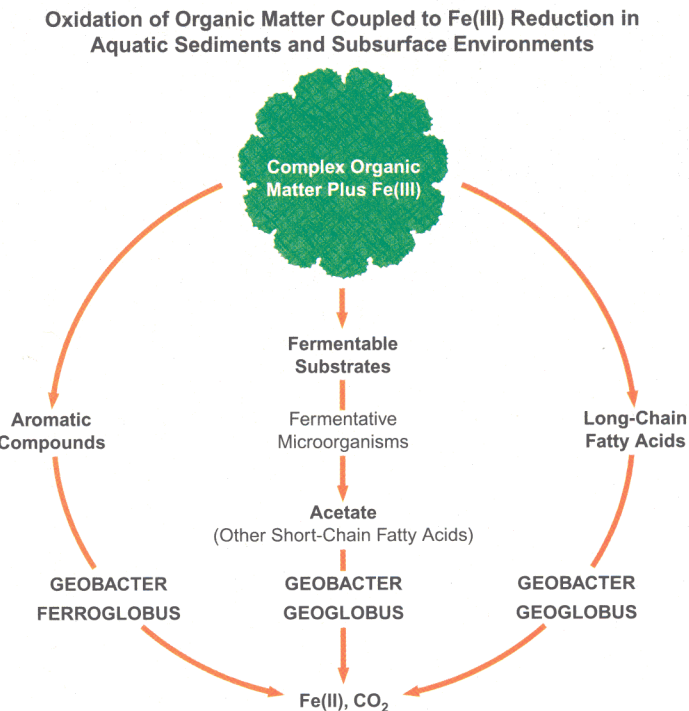 Oxidation of Organic Matter Coupled to Fe(III) Reduction in
Aquatic Sediments and Subsurface Environments
Complex Organic
Matter Plus Fe(III)
Fermentable
Substrates
Aromatic
Compounds
Fermentative
Microorganisms
Long-Chain
Fatty Acids
Acetate
(Other Short-Chain Fatty Acids)
GEOBACTER
FERROGLOBUS
GEOBACTER
GEOGLOBUS
GEOBACTER
GEOGLOBUS
Fe(II), CO₂